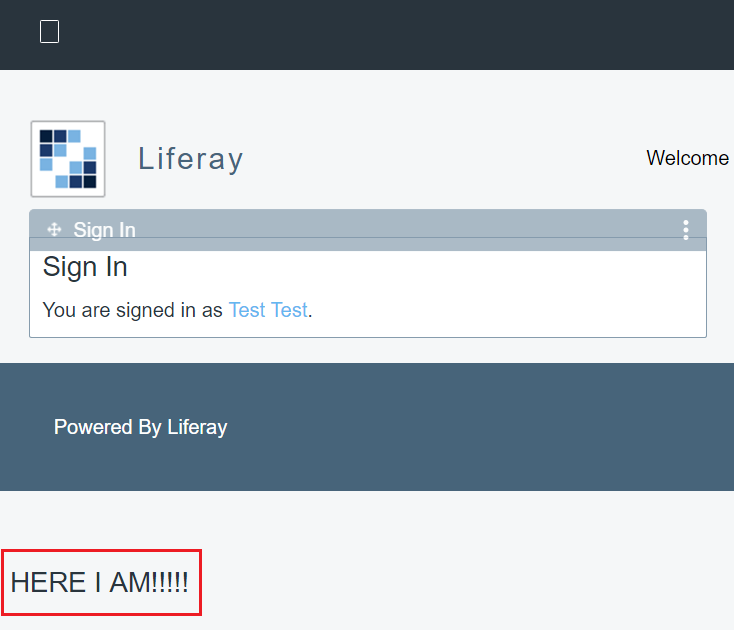 Liferay
Welcome
Sign In
Sign In
You are signed in as Test Test.
Powered By Liferay
HERE I AM!!!!!